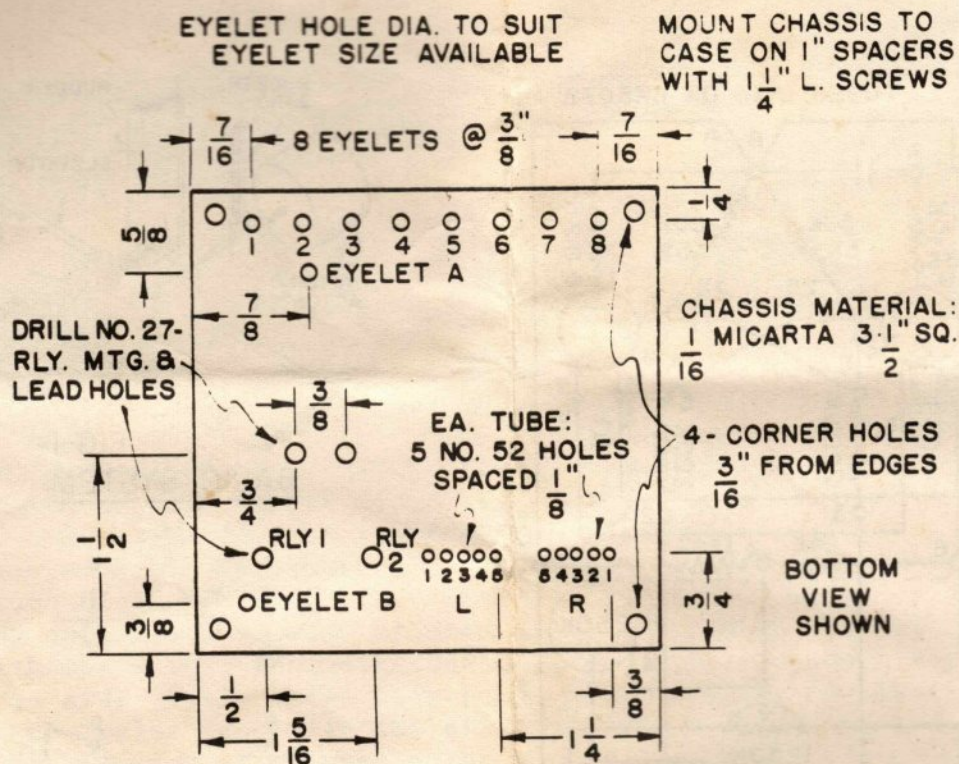 EYELET HOLE DIA. TO SUIT
EYELET SIZE AVAILABLE
MOUNT CHASSIS TO
CASE ON 1" SPACERS
WITH 1 1/4" L. SCREWS
7/16
8 EYELETS @ 3/8"
7/16
5/8
1/4
1 2 3 4 5 6 7 8
EYELET A
7/8
CHASSIS MATERIAL:
1/16 MICARTA 3·1/2" SQ.
DRILL NO. 27-
RLY. MTG. &
LEAD HOLES
3/8
EA. TUBE:
5 NO. 52 HOLES
SPACED 1/8"
4- CORNER HOLES
3/16" FROM EDGES
3/4
1 1/2
RLY 1
RLY 2
1 2 3 4 5
5 4 3 2 1
L
R
EYELET B
3/8
3/4
BOTTOM
VIEW
SHOWN
1/2
3/8
1 5/16
1 1/4